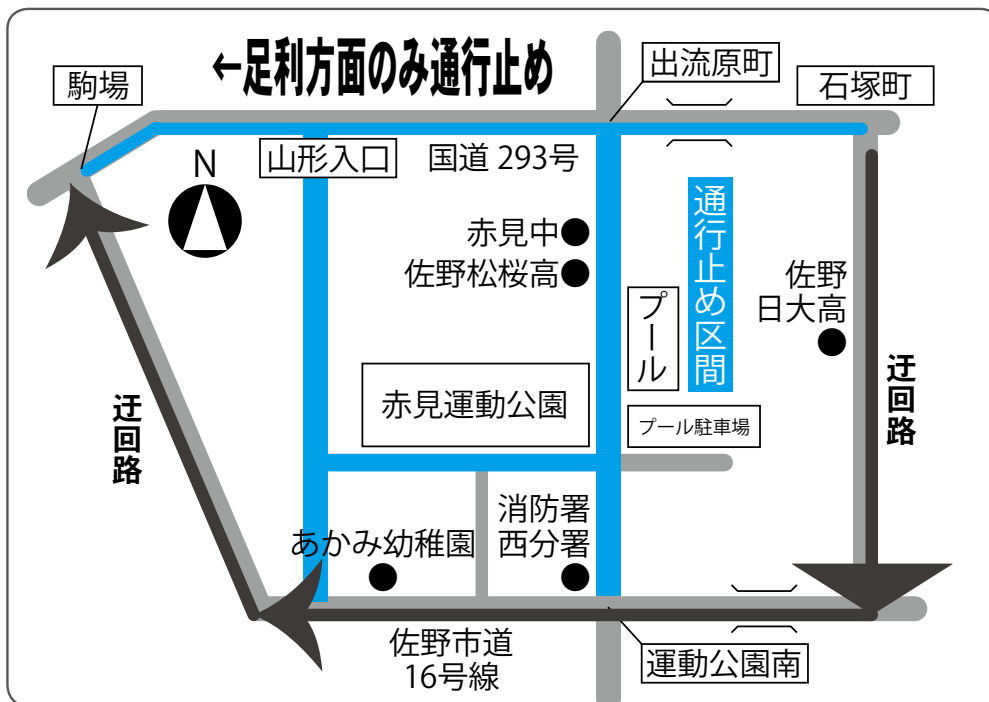 ←足利方面のみ通行止め
駒場
出流原町
石塚町
山形入口
国道 293号
N
赤見中
佐野松桜高
通行止め区間
プール
佐野
日大高
赤見運動公園
プール駐車場
迂回路
迂回路
消防署
西分署
あかみ幼稚園
佐野市道
16号線
運動公園南